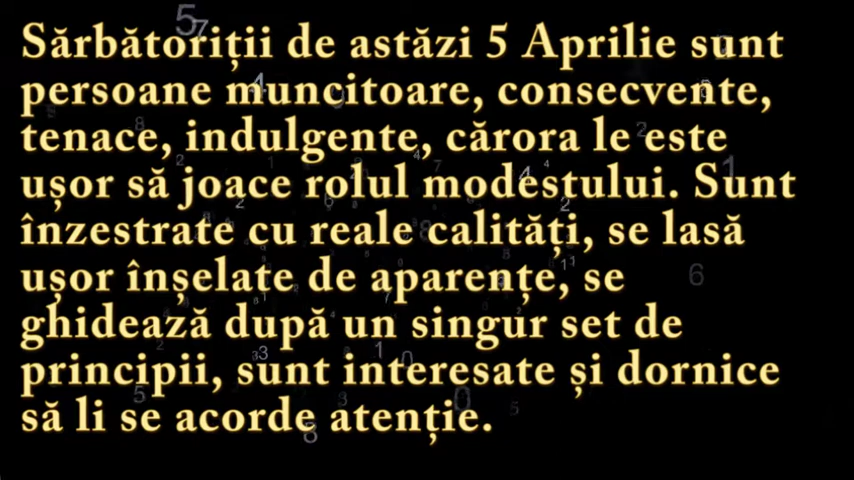 Sărbătoriții de astăzi 5 Aprilie sunt
persoane muncitoare, consecvente,
tenace, indulgente, cărora le este
ușor să joace rolul modestului. Sunt
înzestrate cu reale calități, se lasă
ușor înșelate de aparențe, se
ghidează după un singur set de
principii, sunt interesate și dornice
să li se acorde atenție.